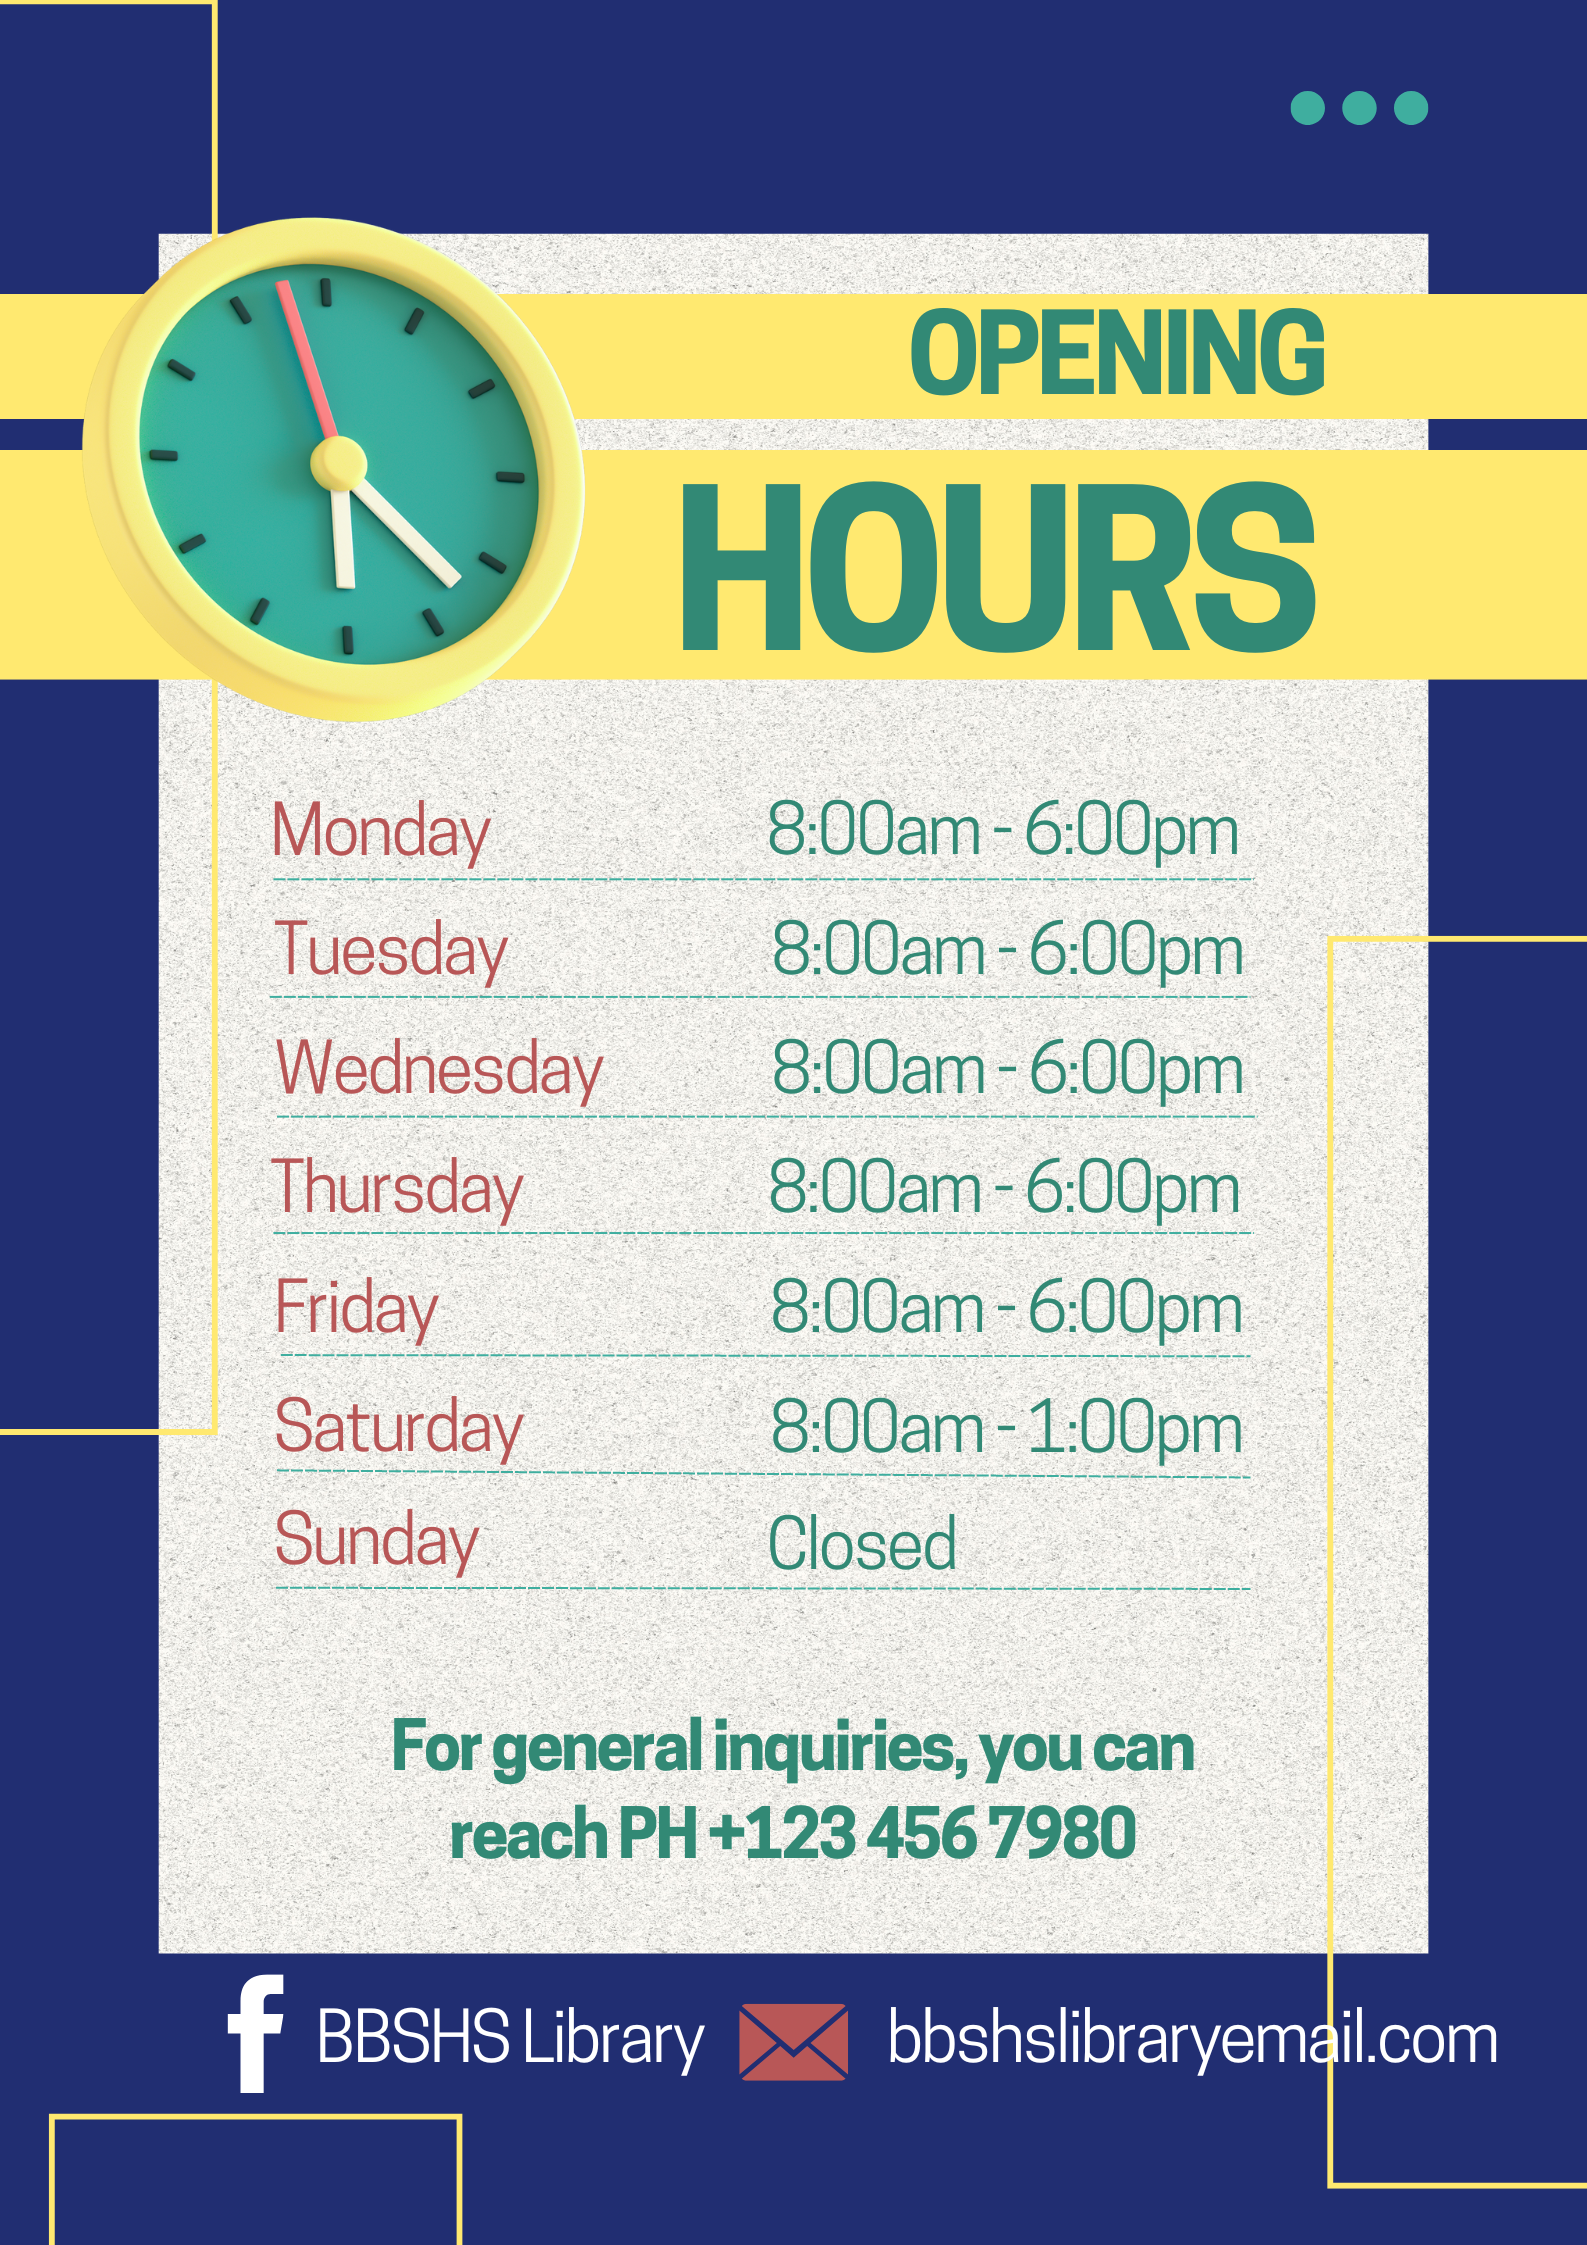 OPENING
HOURS
Monday 8:00am - 6:00pm
Tuesday 8:00am - 6:00pm
Wednesday 8:00am - 6:00pm
Thursday 8:00am - 6:00pm
Friday 8:00am - 6:00pm
Saturday 8:00am - 1:00pm
Sunday Closed
For general inquiries, you can
reach PH +123 456 7980
BBSHS Library bbshslibraryemail.com